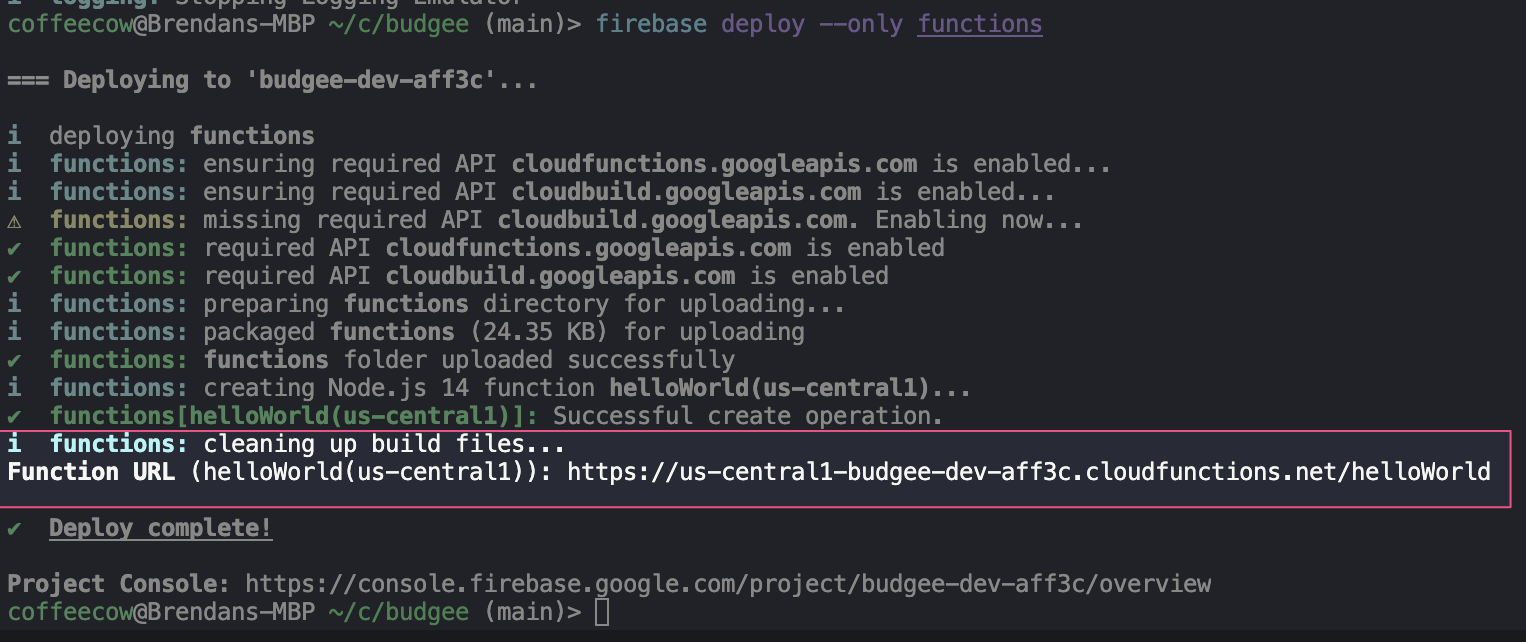 i  logging: Stopping Logging Emulator
coffeecow@Brendans-MBP ~/c/budgee (main)> firebase deploy --only functions
=== Deploying to 'budgee-dev-aff3c'...
i  deploying functions
i  functions: ensuring required API cloudfunctions.googleapis.com is enabled...
i  functions: ensuring required API cloudbuild.googleapis.com is enabled...
⚠  functions: missing required API cloudbuild.googleapis.com. Enabling now...
✔  functions: required API cloudfunctions.googleapis.com is enabled
✔  functions: required API cloudbuild.googleapis.com is enabled
i  functions: preparing functions directory for uploading...
i  functions: packaged functions (24.35 KB) for uploading
✔  functions: functions folder uploaded successfully
i  functions: creating Node.js 14 function helloWorld(us-central1)...
✔  functions[helloWorld(us-central1)]: Successful create operation.
i  functions: cleaning up build files...
Function URL (helloWorld(us-central1)): https://us-central1-budgee-dev-aff3c.cloudfunctions.net/helloWorld
✔  Deploy complete!
Project Console: https://console.firebase.google.com/project/budgee-dev-aff3c/overview
coffeecow@Brendans-MBP ~/c/budgee (main)>